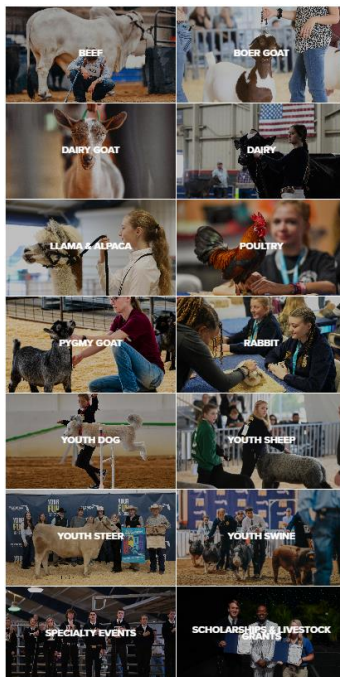 BEEF
BOER GOAT
DAIRY GOAT
DAIRY
LLAMA & ALPACA
POULTRY
PYGMY GOAT
RABBIT
YOUTH DOG
YOUTH SHEEP
YOUTH STEER
YOUTH SWINE
SPECIALTY EVENTS
SCHOLARSHIPS & LIVESTOCK
GRANTS